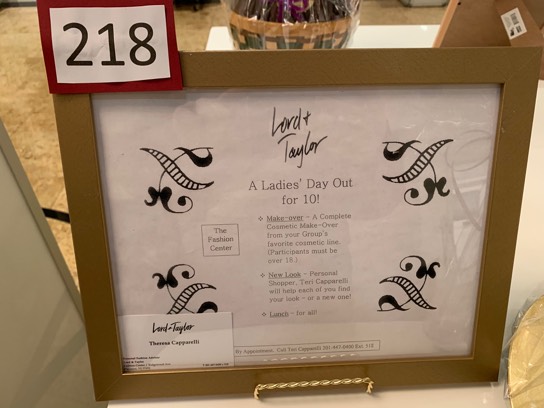 218
Lord +
Taylor
A Ladies' Day Out
for 10!
The
Fashion
Center
Make-over - A Complete
Cosmetic Make-Over
from your Group's
favorite cosmetic line.
(Participants must be
over 18.)
New Look - Personal
Shopper, Teri Capparelli
will help each of you find
your look - or a new one!
Lunch - for all!
Lord + Taylor
Theresa Capparelli
By Appointment. Call Teri Capparelli